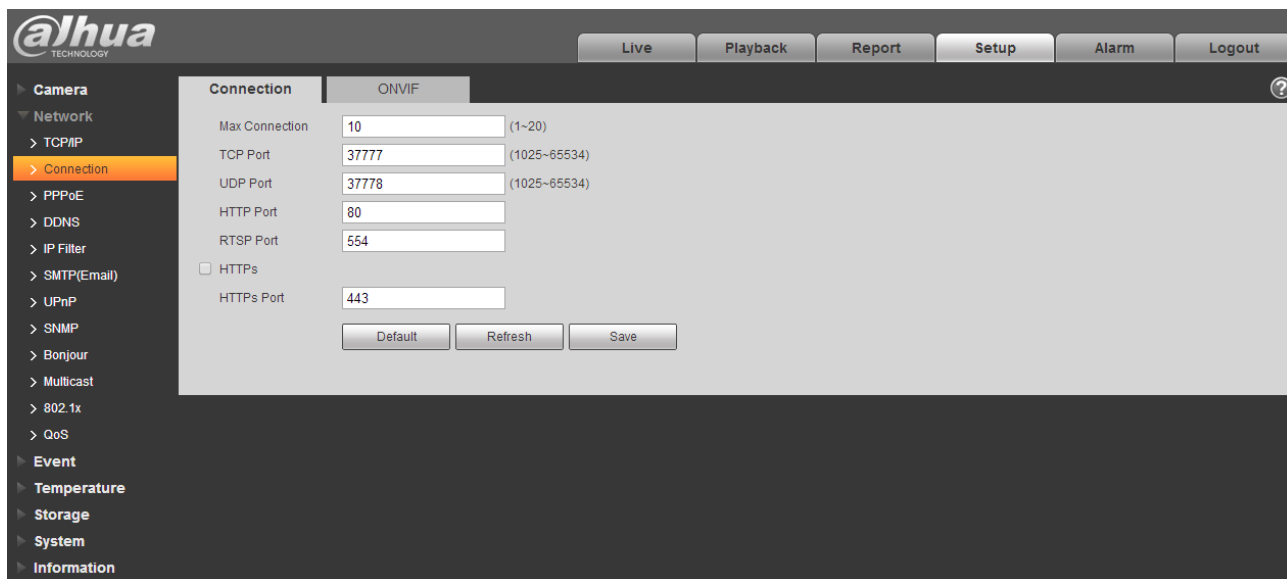 alhua
TECHNOLOGY
Live Playback Report Setup Alarm Logout
Camera
Network
TCP/IP
Connection
PPPoE
DDNS
IP Filter
SMTP(Email)
UPnP
SNMP
Bonjour
Multicast
802.1x
QoS
Event
Temperature
Storage
System
Information
Connection ONVIF
?
Max Connection 10 (1~20)
TCP Port 37777 (1025~65534)
UDP Port 37778 (1025~65534)
HTTP Port 80
RTSP Port 554
HTTPs
HTTPs Port 443
Default Refresh Save